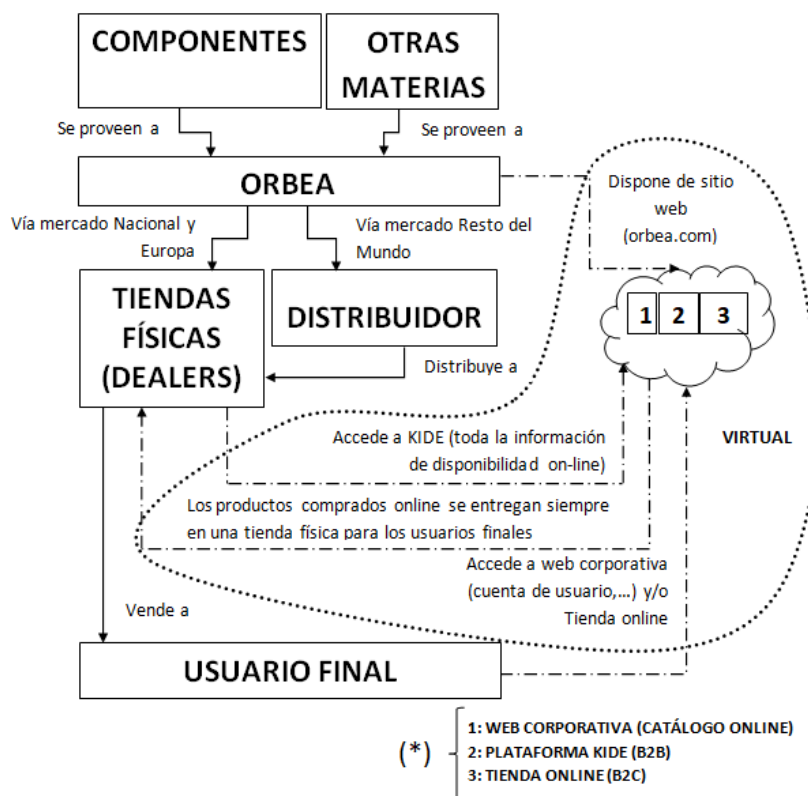 COMPONENTES
OTRAS
MATERIAS
Se proveen a
Se proveen a
ORBEA
Dispone de sitio
web
(orbea.com)
Vía mercado Nacional y
Europa
Vía mercado Resto del
Mundo
TIENDAS
FÍSICAS
(DEALERS)
DISTRIBUIDOR
1 2 3
Distribuye a
VIRTUAL
Accede a KIDE (toda la información
de disponibilidad on-line)
Los productos comprados online se entregan siempre
en una tienda física para los usuarios finales
Accede a web corporativa
(cuenta de usuario,...) y/o
Tienda online
Vende a
USUARIO FINAL
(*)
1: WEB CORPORATIVA (CATÁLOGO ONLINE)
2: PLATAFORMA KIDE (B2B)
3: TIENDA ONLINE (B2C)